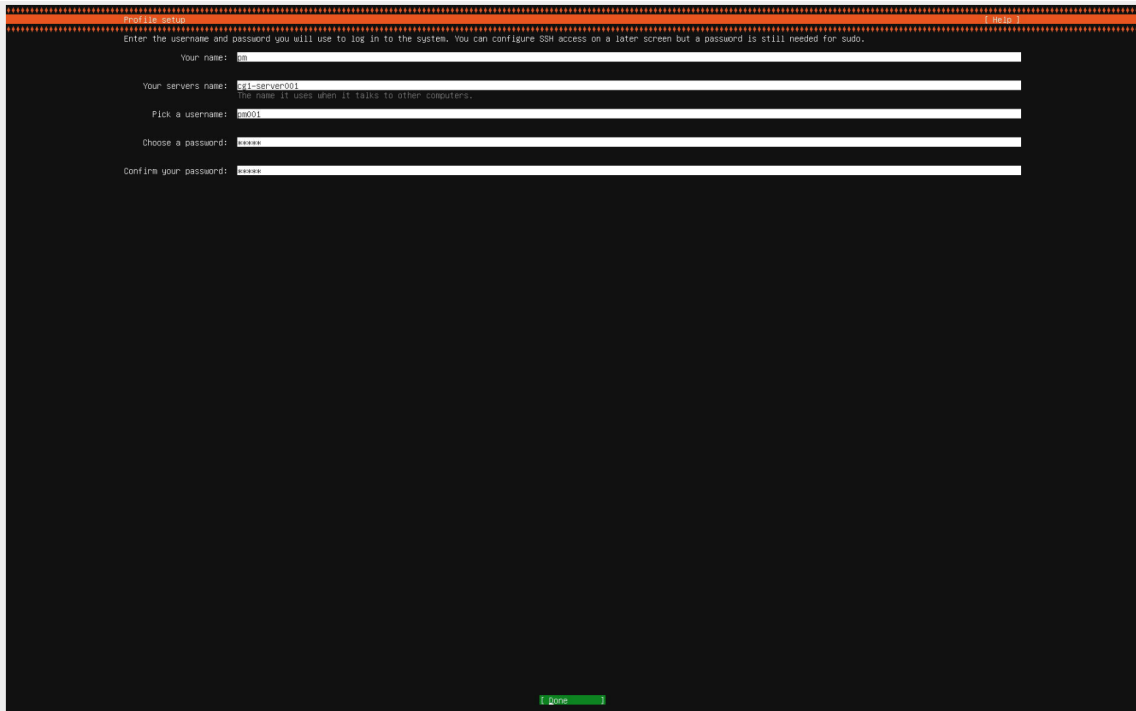 Profile setup
[ Help ]
Enter the username and password you will use to log in to the system. You can configure SSH access on a later screen but a password is still needed for sudo.
Your name: pm
Your servers name: cg1-server001
The name it uses when it talks to other computers.
Pick a username: pm001
Choose a password: *****
Confirm your password: *****
[ Done ]